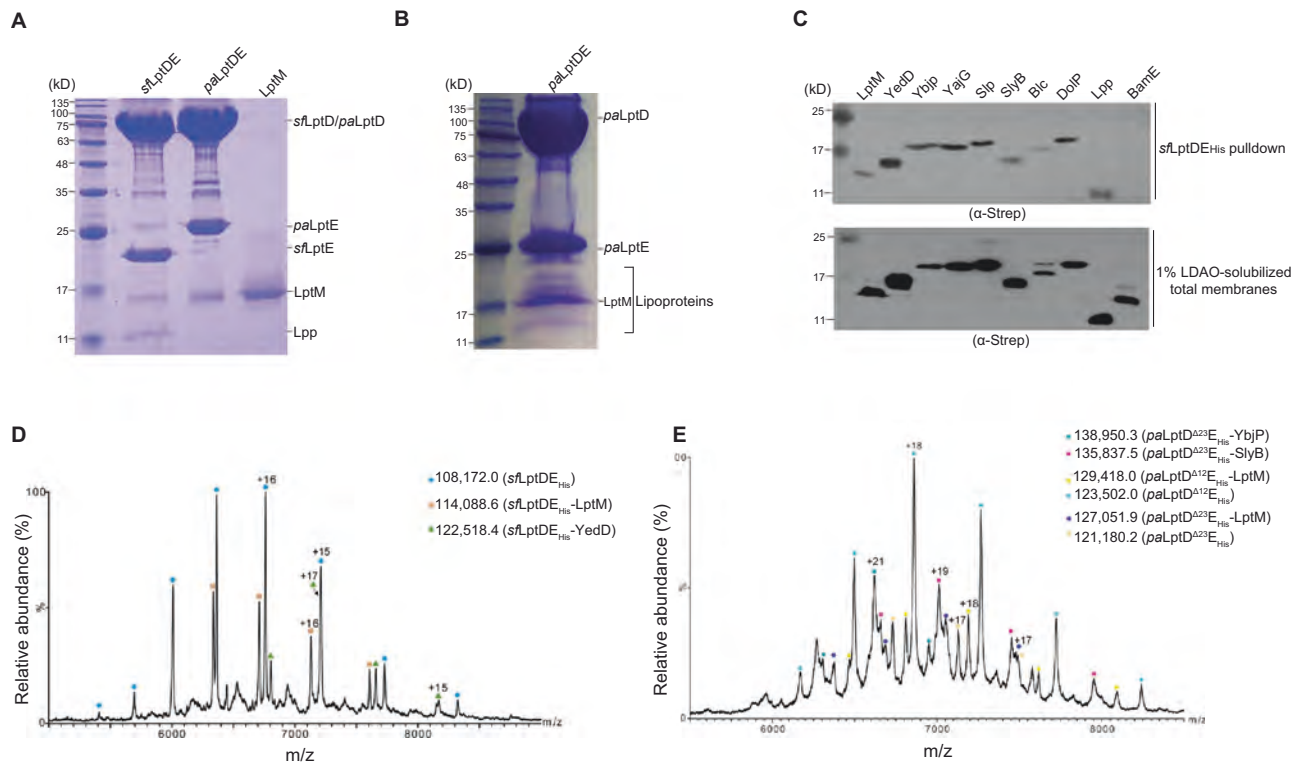 A
(kD)
sfLptDE
paLptDE
LptM
135
100
75
63
48
35
25
17
11
sfLptD/paLptD
paLptE
sfLptE
LptM
Lpp
B
(kD)
paLptDE
135
100
75
63
48
35
25
17
11
paLptD
paLptE
LptM
Lipoproteins
C
(kD)
LptM
YedD
Ybjp
YajG
Slp
SlyB
Blc
DolP
Lpp
BamE
25
17
11
sfLptDEHis pulldown
(α-Strep)
25
17
11
1% LDAO-solubilized
total membranes
(α-Strep)
D
108,172.0 (sfLptDEHis)
114,088.6 (sfLptDEHis-LptM)
122,518.4 (sfLptDEHis-YedD)
100
+16
+15
+17
+16
+15
%
0
Relative abundance (%)
6000
7000
8000
m/z
m/z
E
138,950.3 (paLptDΔ23EHis-YbjP)
135,837.5 (paLptDΔ23EHis-SlyB)
129,418.0 (paLptDΔ12EHis-LptM)
123,502.0 (paLptDΔ12EHis)
127,051.9 (paLptDΔ23EHis-LptM)
121,180.2 (paLptDΔ23EHis)
00
+18
+21
+19
+18
+17
+17
%
0
Relative abundance (%)
6000
7000
8000
m/z
m/z